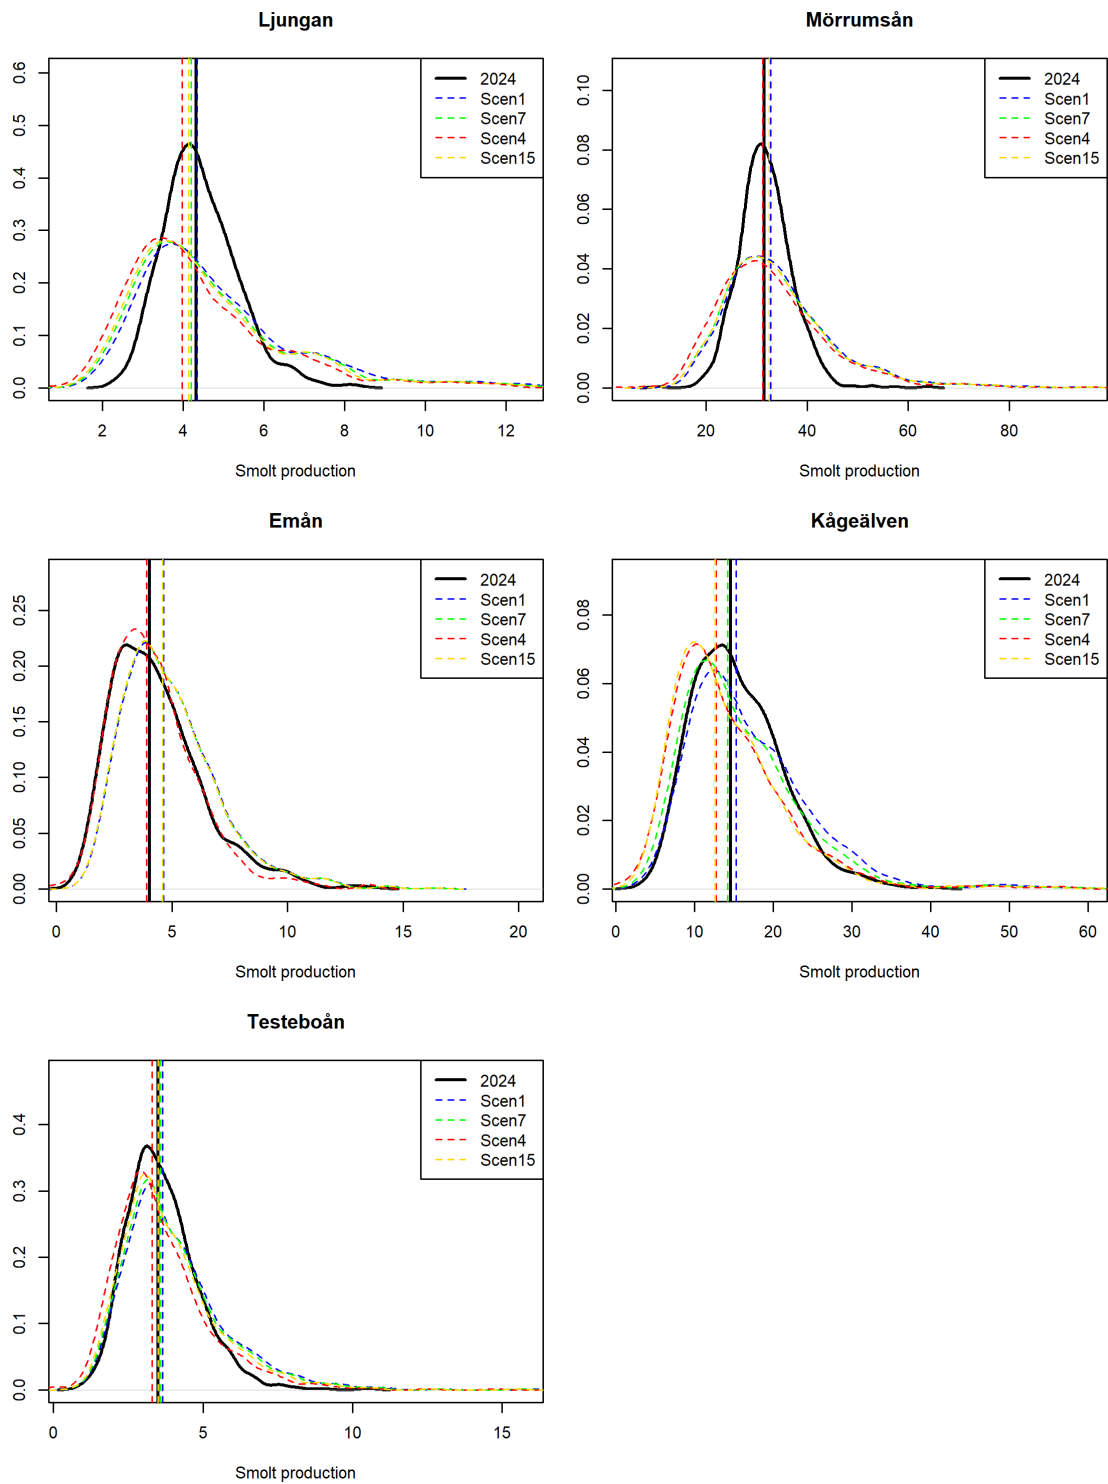 Ljungan
2024
Scen1
Scen7
Scen4
Scen15
0.0 0.1 0.2 0.3 0.4 0.5 0.6
2 4 6 8 10 12
Smolt production
Mörrumsån
2024
Scen1
Scen7
Scen4
Scen15
0.00 0.02 0.04 0.06 0.08 0.10
20 40 60 80
Smolt production
Emån
2024
Scen1
Scen7
Scen4
Scen15
0.00 0.05 0.10 0.15 0.20 0.25
0 5 10 15 20
Smolt production
Kågeälven
2024
Scen1
Scen7
Scen4
Scen15
0.00 0.02 0.04 0.06 0.08
0 10 20 30 40 50 60
Smolt production
Testeboån
2024
Scen1
Scen7
Scen4
Scen15
0.0 0.1 0.2 0.3 0.4
0 5 10 15
Smolt production